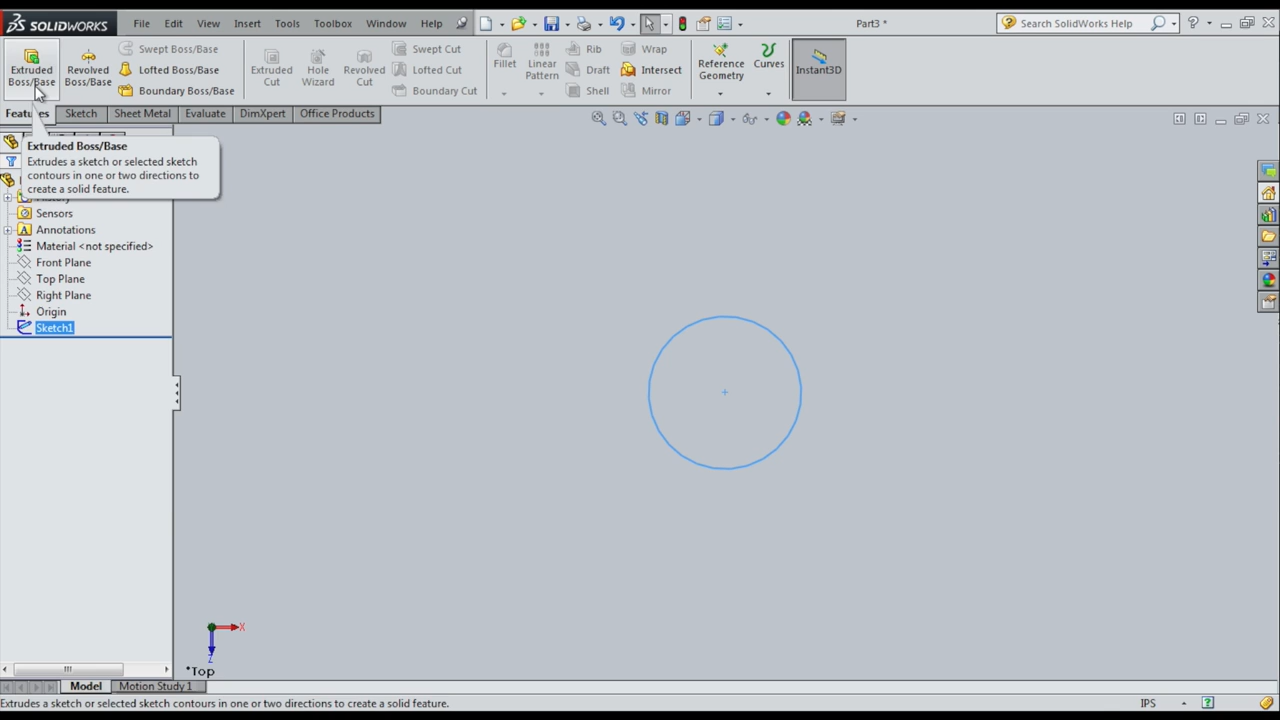 SOLIDWORKS
File Edit View Insert Tools Toolbox Window Help
Part3 *
Search SolidWorks Help
Extruded Boss/Base
Revolved Boss/Base
Swept Boss/Base
Lofted Boss/Base
Boundary Boss/Base
Extruded Cut
Hole Wizard
Revolved Cut
Swept Cut
Lofted Cut
Boundary Cut
Fillet
Linear Pattern
Rib
Draft
Shell
Wrap
Intersect
Mirror
Reference Geometry
Curves
Instant3D
Features Sketch Sheet Metal Evaluate DimXpert Office Products
Extruded Boss/Base
Extrudes a sketch or selected sketch
contours in one or two directions to
create a solid feature.
History
Sensors
Annotations
Material <not specified>
Front Plane
Top Plane
Right Plane
Origin
Sketch1
X
Z
*Top
Model Motion Study 1
Extrudes a sketch or selected sketch contours in one or two directions to create a solid feature.
IPS